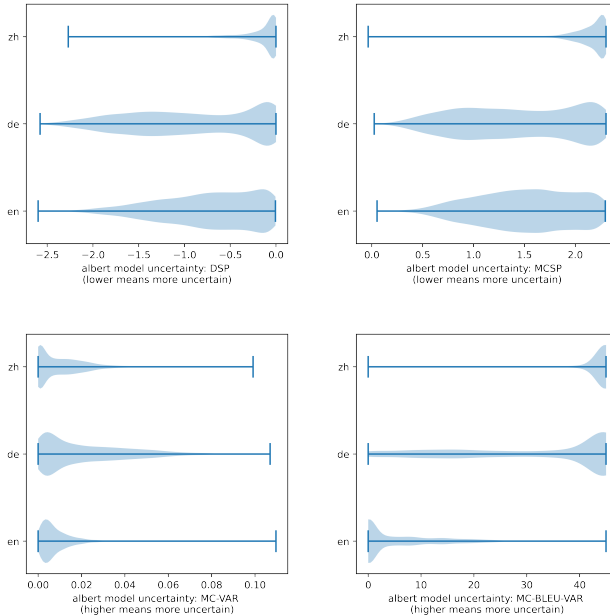 zh
de
en
−2.5 −2.0 −1.5 −1.0 −0.5 0.0
albert model uncertainty: DSP
(lower means more uncertain)
zh
de
en
0.0 0.5 1.0 1.5 2.0
albert model uncertainty: MCSP
(lower means more uncertain)
zh
de
en
0.00 0.02 0.04 0.06 0.08 0.10
albert model uncertainty: MC-VAR
(higher means more uncertain)
zh
de
en
0 10 20 30 40
albert model uncertainty: MC-BLEU-VAR
(higher means more uncertain)